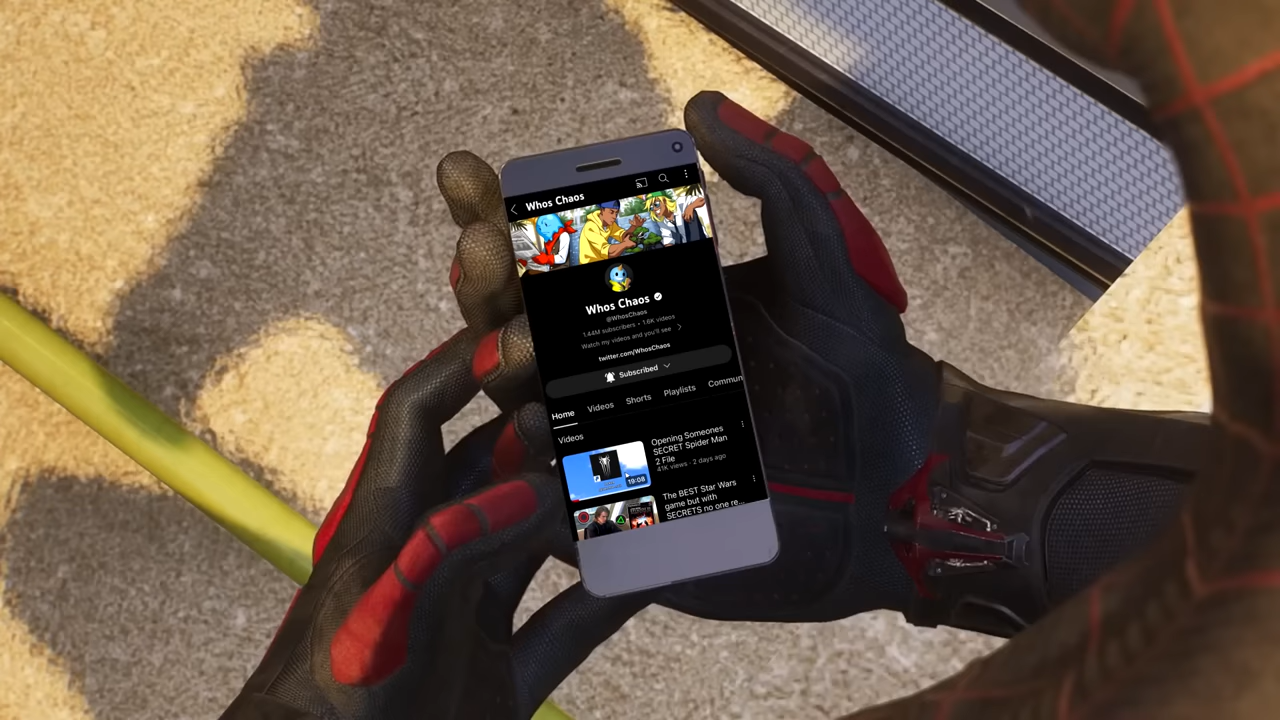 Whos Chaos
Whos Chaos
@WhosChaos
1.44M subscribers • 1.6K videos
Watch my videos and you'll see
twitter.com/WhosChaos
Subscribed
Home Videos Shorts Playlists Commun
Videos
Opening Someones
SECRET Spider Man
2 File
41K views · 2 days ago
19:08
The BEST Star Wars
game but with
SECRETS no one re...